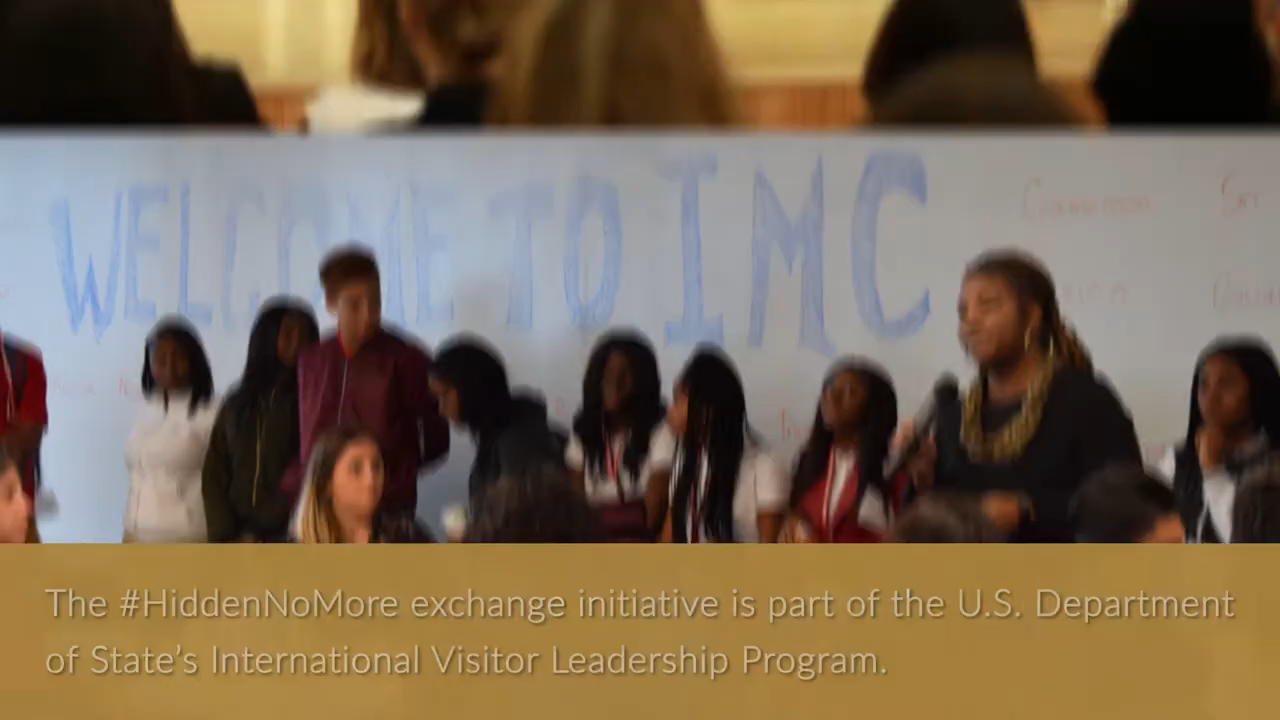 WELCOME TO IMC
The #HiddenNoMore exchange initiative is part of the U.S. Department
of State's International Visitor Leadership Program.